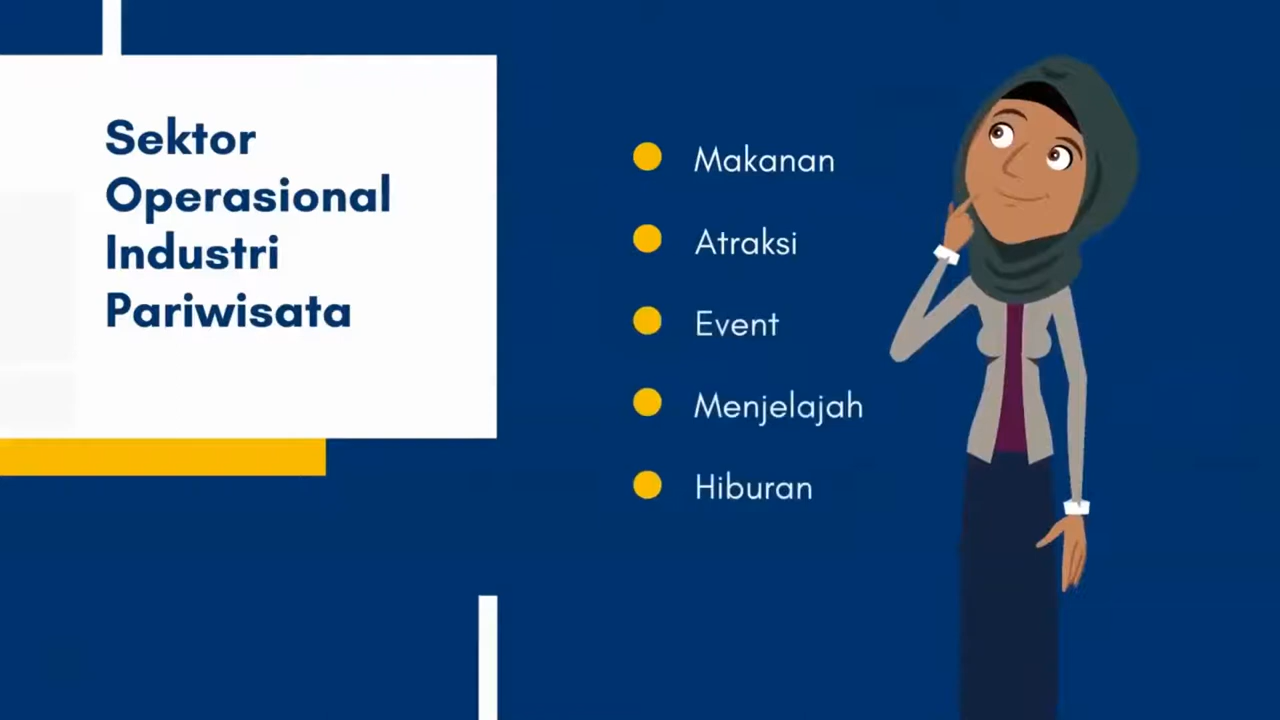 Sektor
Operasional
Industri
Pariwisata
Makanan
Atraksi
Event
Menjelajah
Hiburan